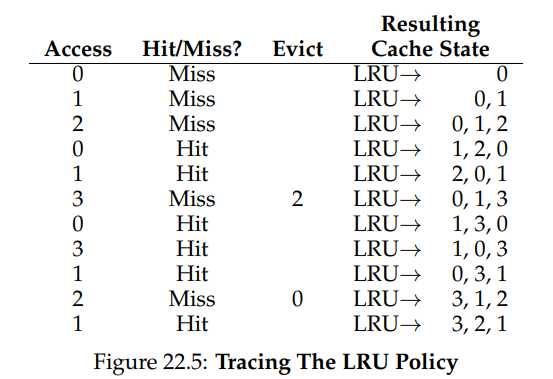 Resulting
Access Hit/Miss? Evict Cache State
0 Miss LRU→ 0
1 Miss LRU→ 0, 1
2 Miss LRU→ 0, 1, 2
0 Hit LRU→ 1, 2, 0
1 Hit LRU→ 2, 0, 1
3 Miss 2 LRU→ 0, 1, 3
0 Hit LRU→ 1, 3, 0
3 Hit LRU→ 1, 0, 3
1 Hit LRU→ 0, 3, 1
2 Miss 0 LRU→ 3, 1, 2
1 Hit LRU→ 3, 2, 1
Figure 22.5: Tracing The LRU Policy